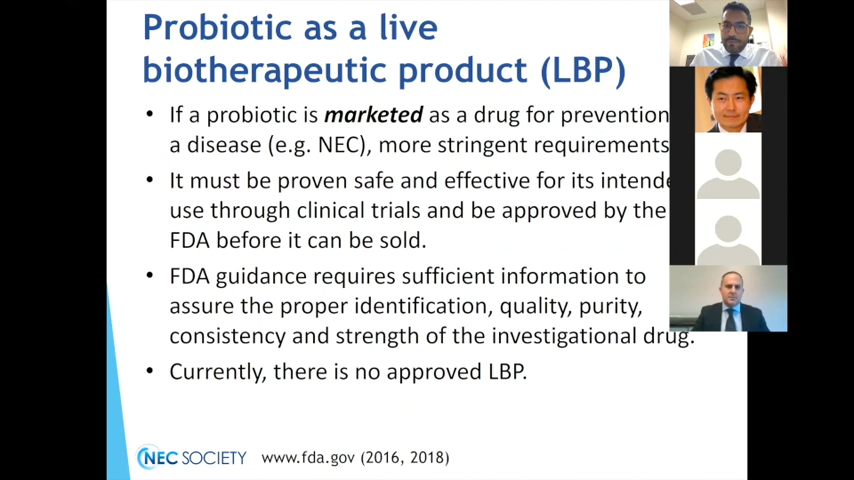 Probiotic as a live
biotherapeutic product (LBP)
• If a probiotic is marketed as a drug for prevention
a disease (e.g. NEC), more stringent requirements
• It must be proven safe and effective for its intende
use through clinical trials and be approved by the
FDA before it can be sold.
• FDA guidance requires sufficient information to
assure the proper identification, quality, purity,
consistency and strength of the investigational drug.
• Currently, there is no approved LBP.
NEC SOCIETY www.fda.gov (2016, 2018)